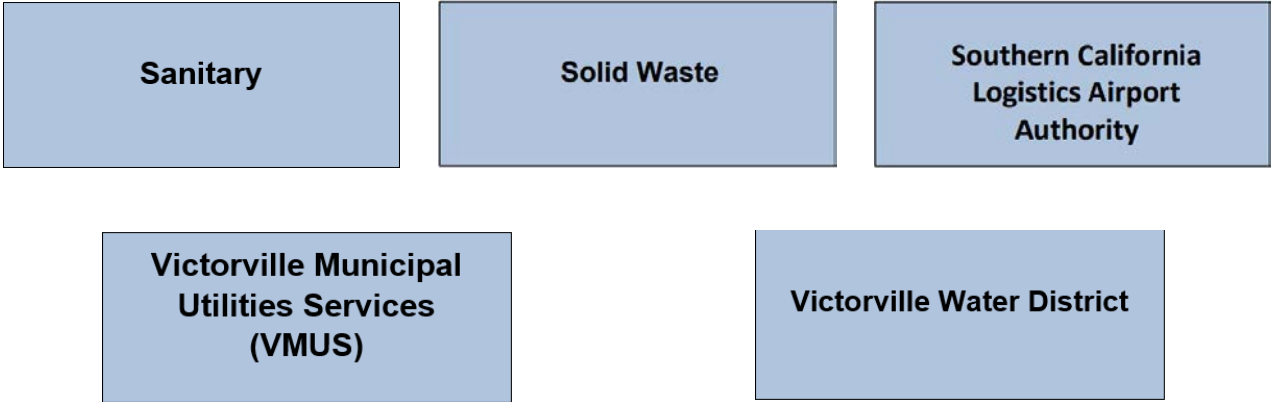 Sanitary
Solid Waste
Southern California
Logistics Airport
Authority
Victorville Municipal
Utilities Services
(VMUS)
Victorville Water District